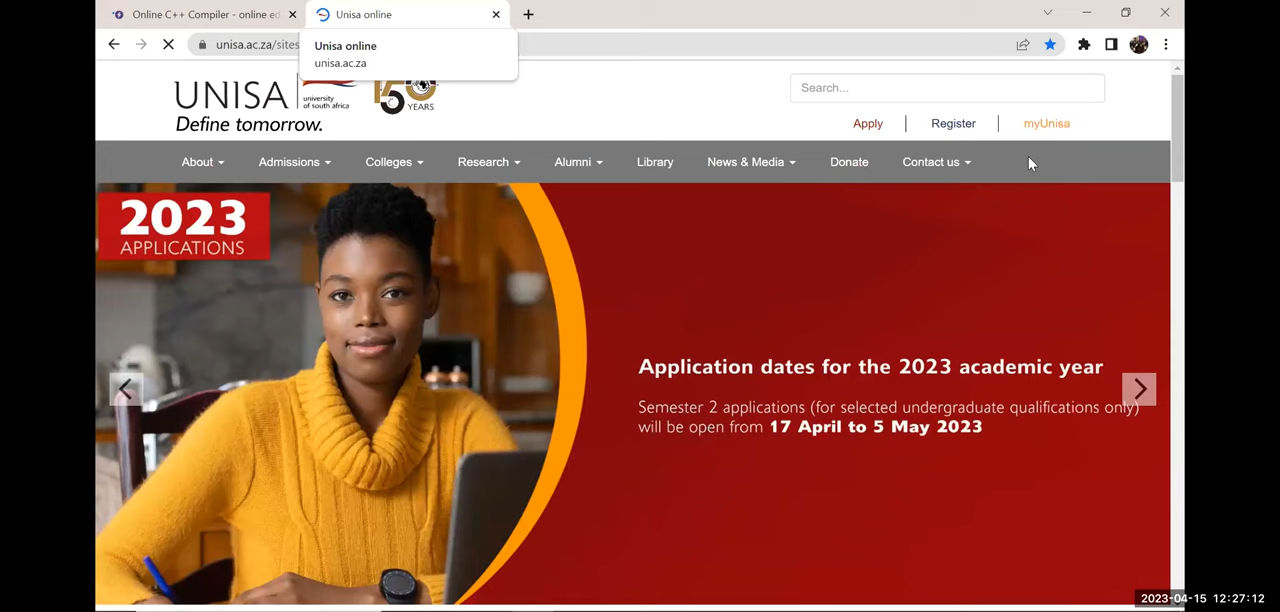 Online C++ Compiler - online ed
Unisa online
unisa.ac.za/sites
Unisa online
unisa.ac.za
UNISA
university
of south africa
150
YEARS
Define tomorrow.
Search...
Apply
Register
myUnisa
About
Admissions
Colleges
Research
Alumni
Library
News & Media
Donate
Contact us
2023
APPLICATIONS
Application dates for the 2023 academic year
Semester 2 applications (for selected undergraduate qualifications only)
will be open from 17 April to 5 May 2023
2023-04-15 12:27:12